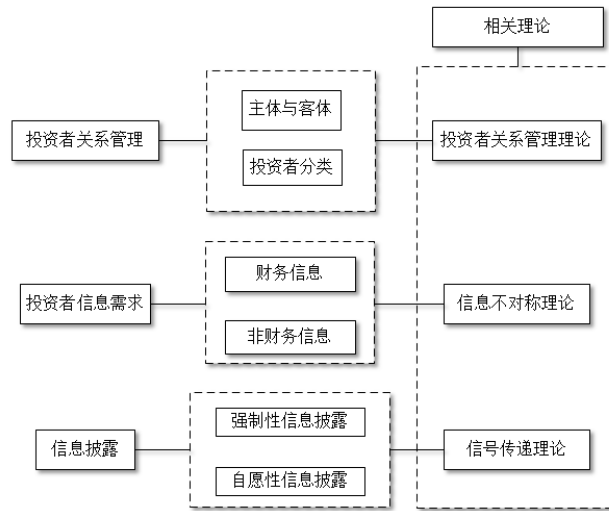 相关理论
主体与客体
投资者关系管理
投资者关系管理理论
投资者分类
财务信息
投资者信息需求
信息不对称理论
非财务信息
强制性信息披露
信息披露
信号传递理论
自愿性信息披露